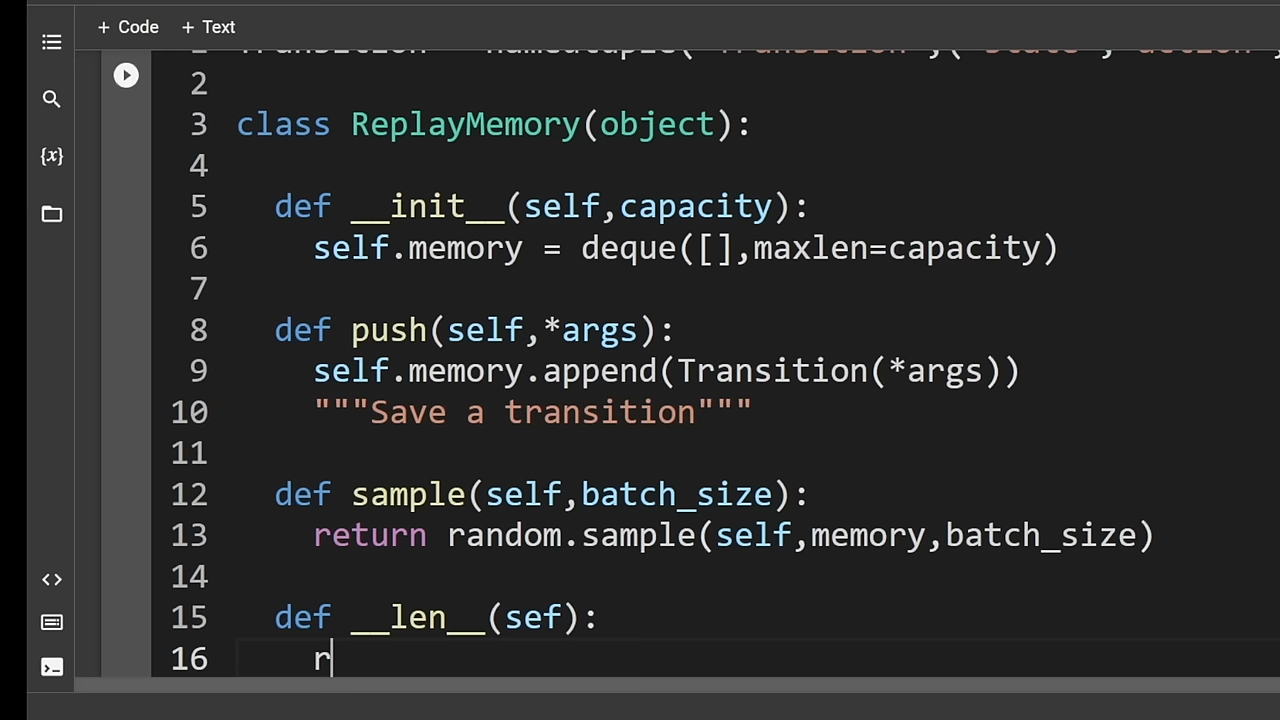 + Code + Text
2
3 class ReplayMemory(object):
4
5 def __init__(self,capacity):
6 self.memory = deque([],maxlen=capacity)
7
8 def push(self,*args):
9 self.memory.append(Transition(*args))
10 """Save a transition"""
11
12 def sample(self,batch_size):
13 return random.sample(self,memory,batch_size)
14
15 def __len__(sef):
16 r